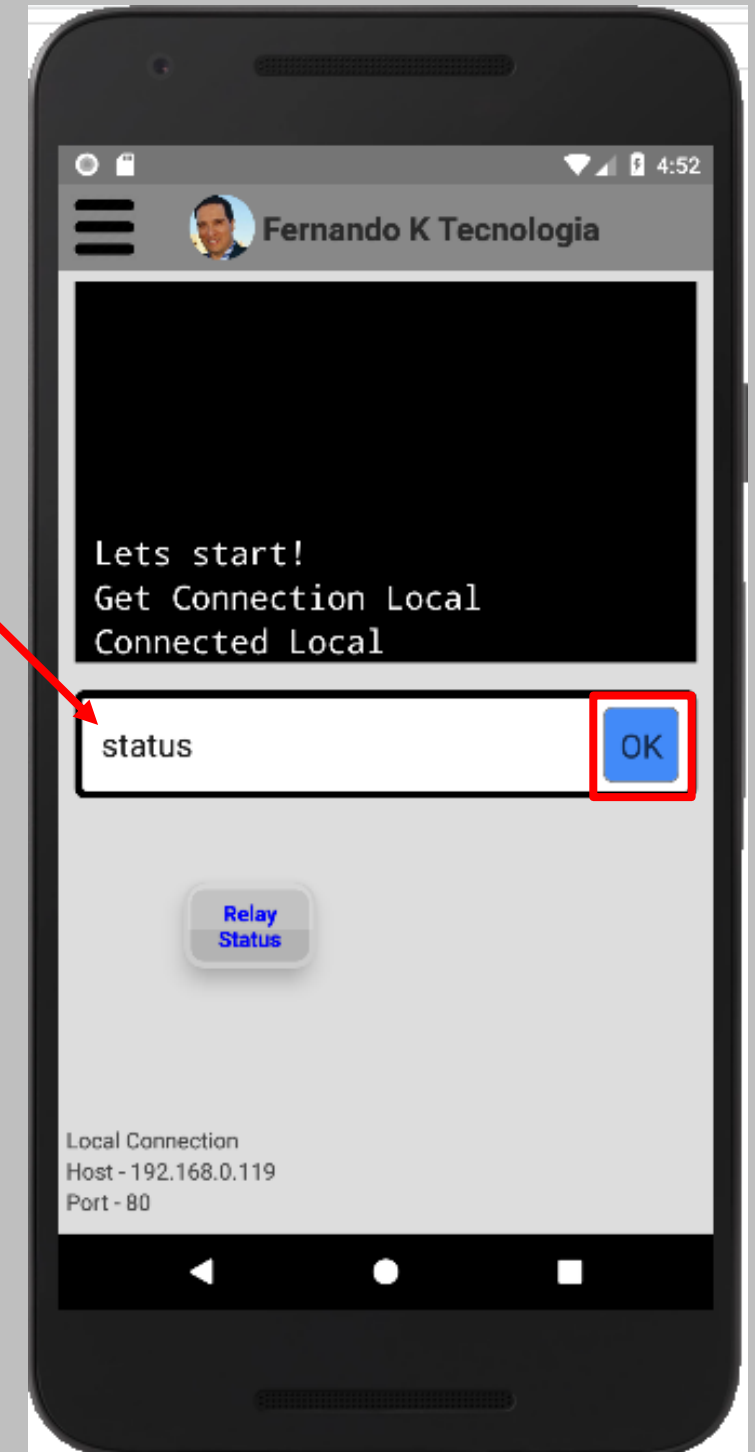 4:52
Fernando K Tecnologia
Lets start!
Get Connection Local
Connected Local
status
OK
Relay
Status
Local Connection
Host - 192.168.0.119
Port - 80